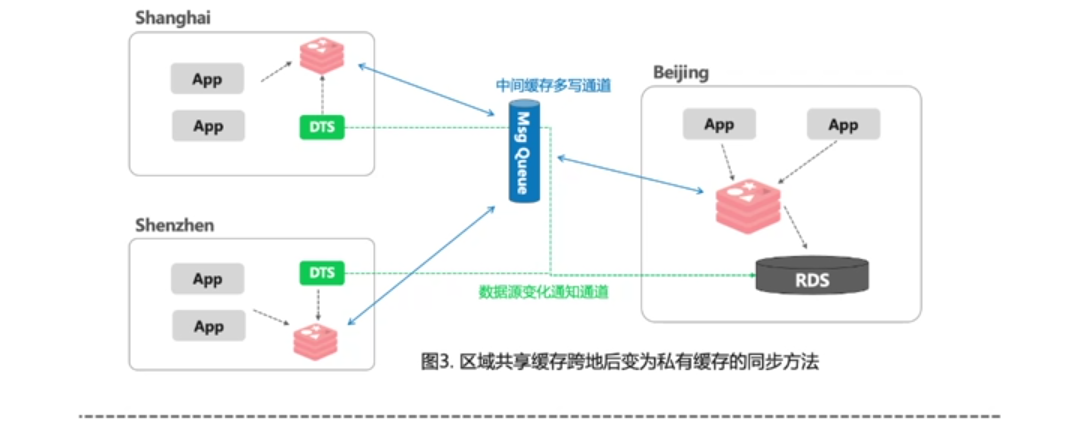 Shanghai
App
App
DTS
中间缓存多写通道
Msg Queue
Beijing
App
App
RDS
Shenzhen
App
App
DTS
数据源变化通知通道
图3. 区域共享缓存跨地后变为私有缓存的同步方法